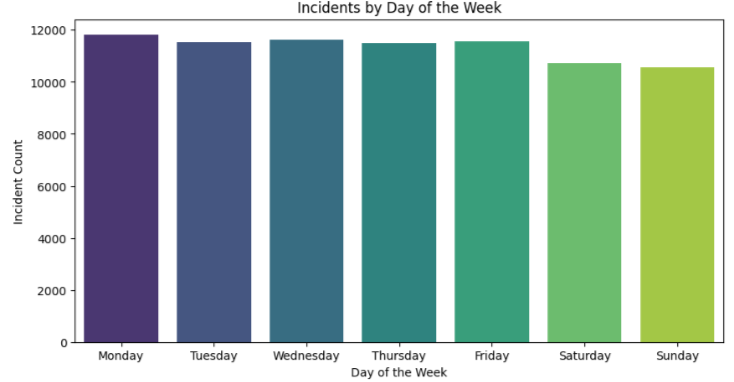 Incidents by Day of the Week
12000
10000
8000
6000
4000
2000
0
Incident Count
Monday Tuesday Wednesday Thursday Friday Saturday Sunday
Day of the Week